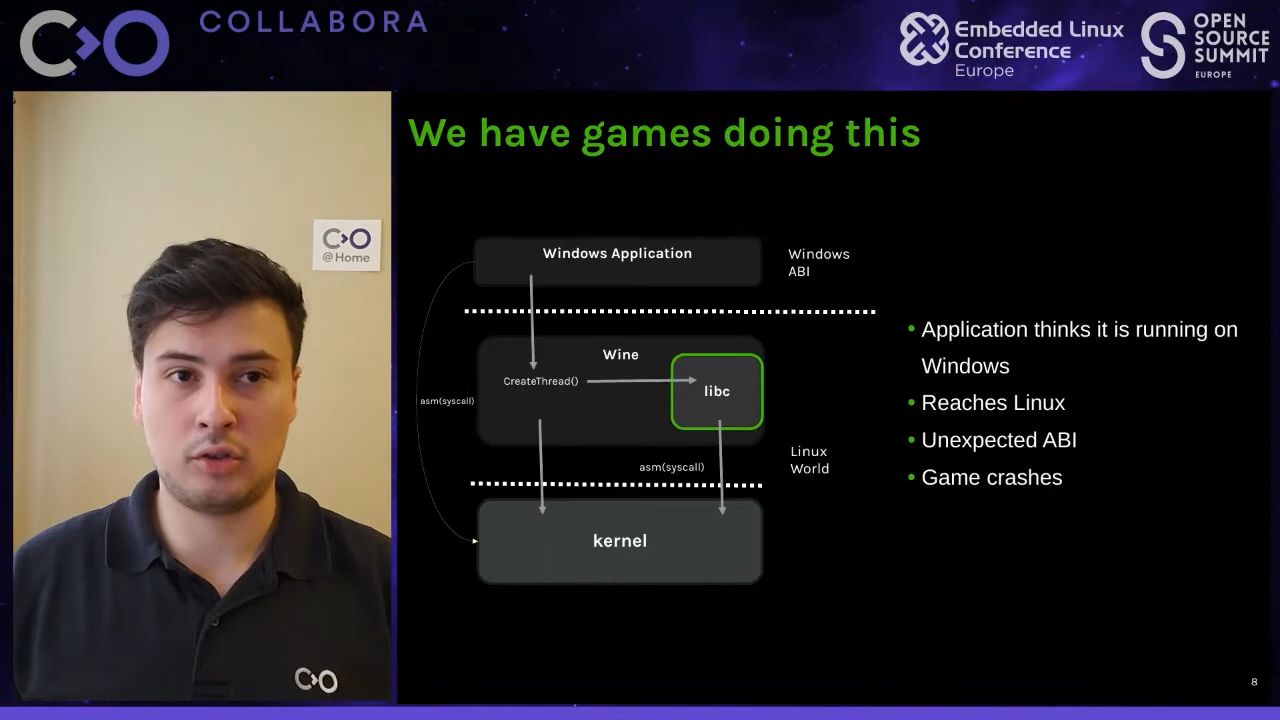 COLLABORA
Embedded Linux
Conference
Europe
OPEN
SOURCE
SUMMIT
EUROPE
@Home
We have games doing this
Windows Application
Windows
ABI
Wine
CreateThread()
libc
asm(syscall)
Linux
World
asm(syscall)
kernel
• Application thinks it is running on
Windows
• Reaches Linux
• Unexpected ABI
• Game crashes
8